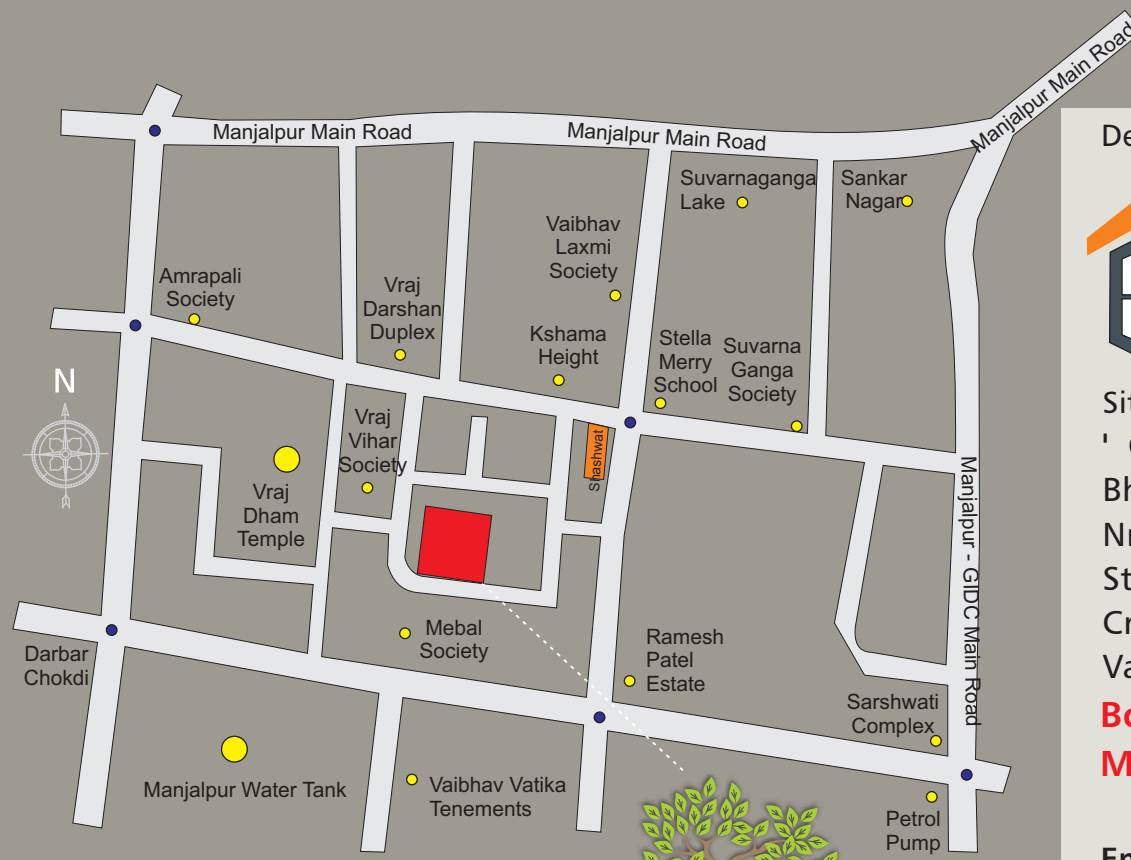 Manjalpur Main Road
Manjalpur Main Road
Manjalpur Main Road
Suvarnaganga
Lake
Sankar
Nagar
Vaibhav
Laxmi
Society
Amrapali
Society
Vraj
Darshan
Duplex
Kshama
Height
Stella
Merry
School
Suvarna
Ganga
Society
N
Vraj
Vihar
Society
Shashwat
Vraj
Dham
Temple
Manjalpur - GIDC Main Road
Mebal
Society
Ramesh
Patel
Estate
Darbar
Chokdi
Sarshwati
Complex
Manjalpur Water Tank
Vaibhav Vatika
Tenements
Petrol
Pump